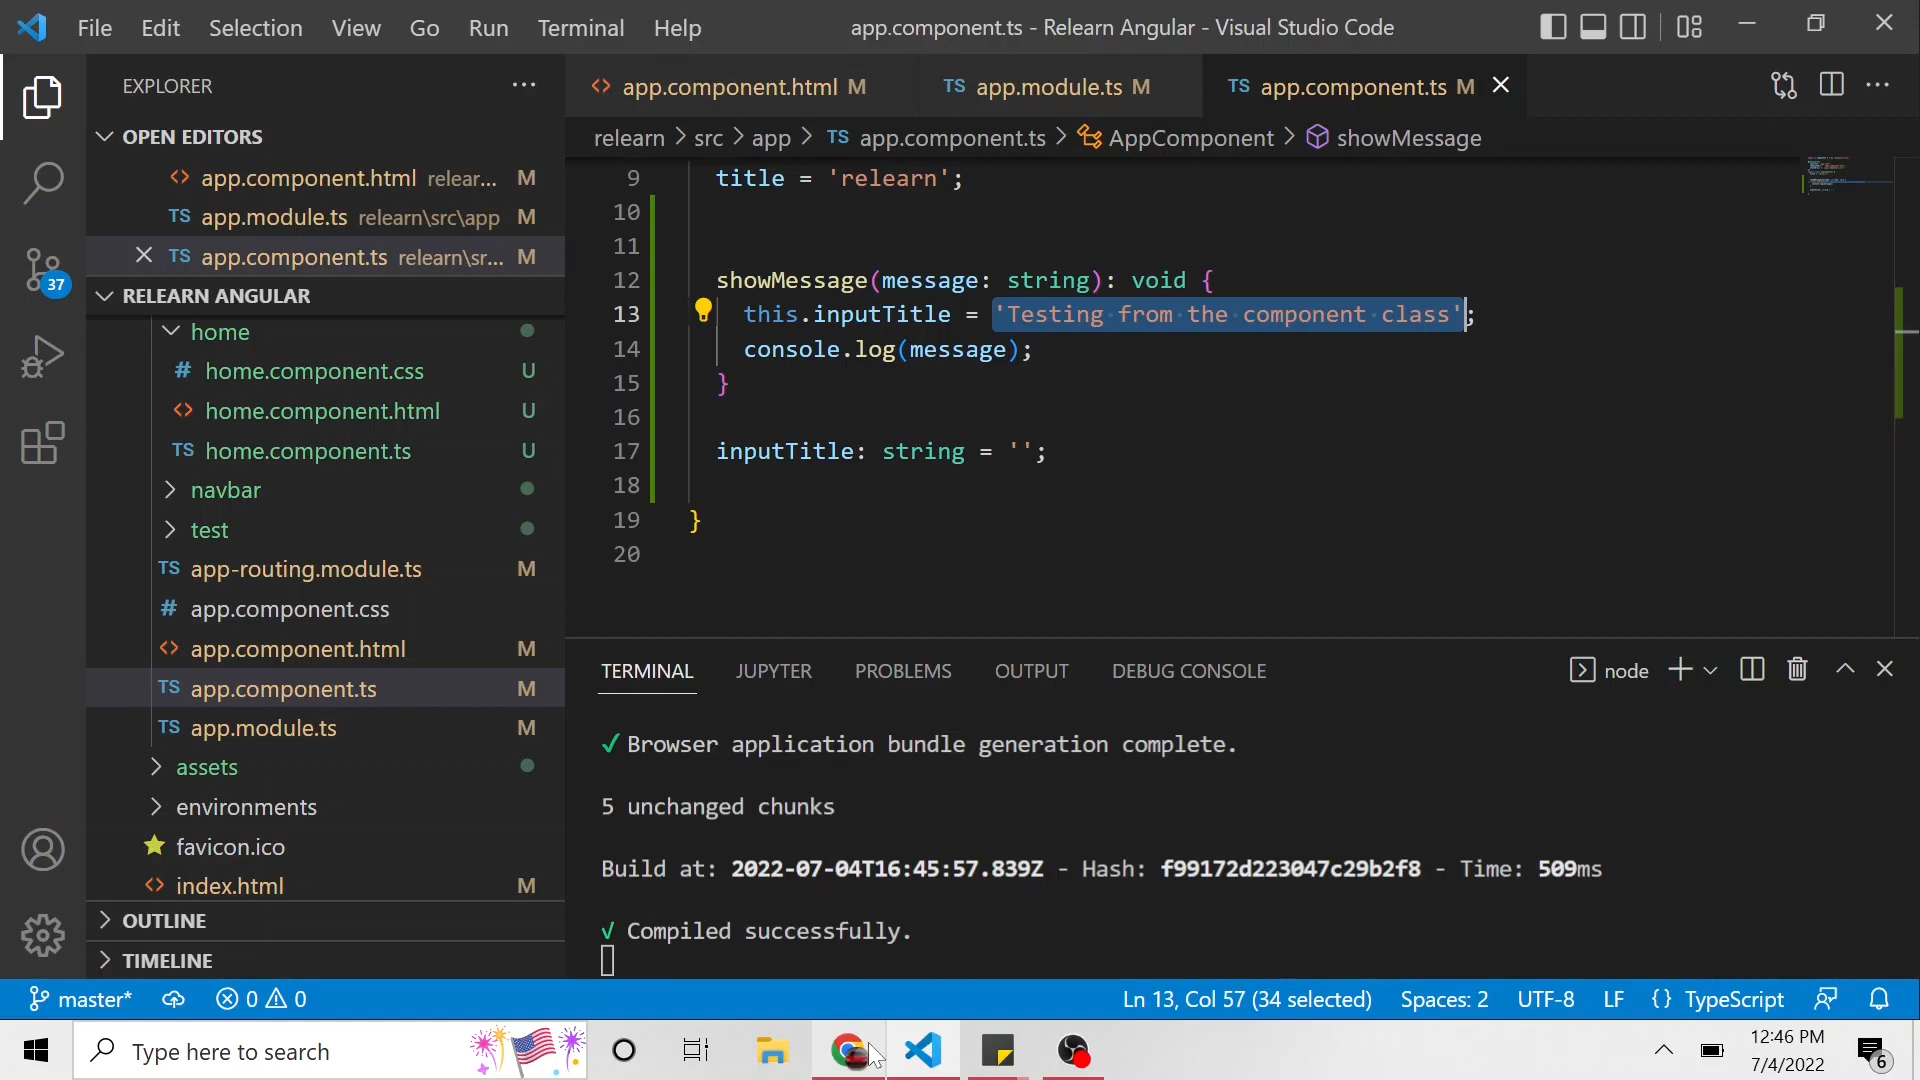 File Edit Selection View Go Run Terminal Help app.component.ts - Relearn Angular - Visual Studio Code
EXPLORER
OPEN EDITORS
app.component.html relear... M
TS app.module.ts relearn\src\app M
TS app.component.ts relearn\sr... M
RELEARN ANGULAR
home
# home.component.css U
home.component.html U
TS home.component.ts U
navbar
test
TS app-routing.module.ts M
# app.component.css
app.component.html M
TS app.component.ts M
TS app.module.ts M
assets
environments
favicon.ico
index.html M
OUTLINE
TIMELINE
37
app.component.html M TS app.module.ts M TS app.component.ts M
relearn > src > app > TS app.component.ts > AppComponent > showMessage
9 title = 'relearn';
10
11
12 showMessage(message: string): void {
13 this.inputTitle = 'Testing from the component class';
14 console.log(message);
15 }
16
17 inputTitle: string = '';
18
19 }
20
TERMINAL JUPYTER PROBLEMS OUTPUT DEBUG CONSOLE node
✓ Browser application bundle generation complete.
5 unchanged chunks
Build at: 2022-07-04T16:45:57.839Z - Hash: f99172d223047c29b2f8 - Time: 509ms
√ Compiled successfully.
master* 0 0 Ln 13, Col 57 (34 selected) Spaces: 2 UTF-8 LF {} TypeScript
Type here to search
12:46 PM
7/4/2022
6